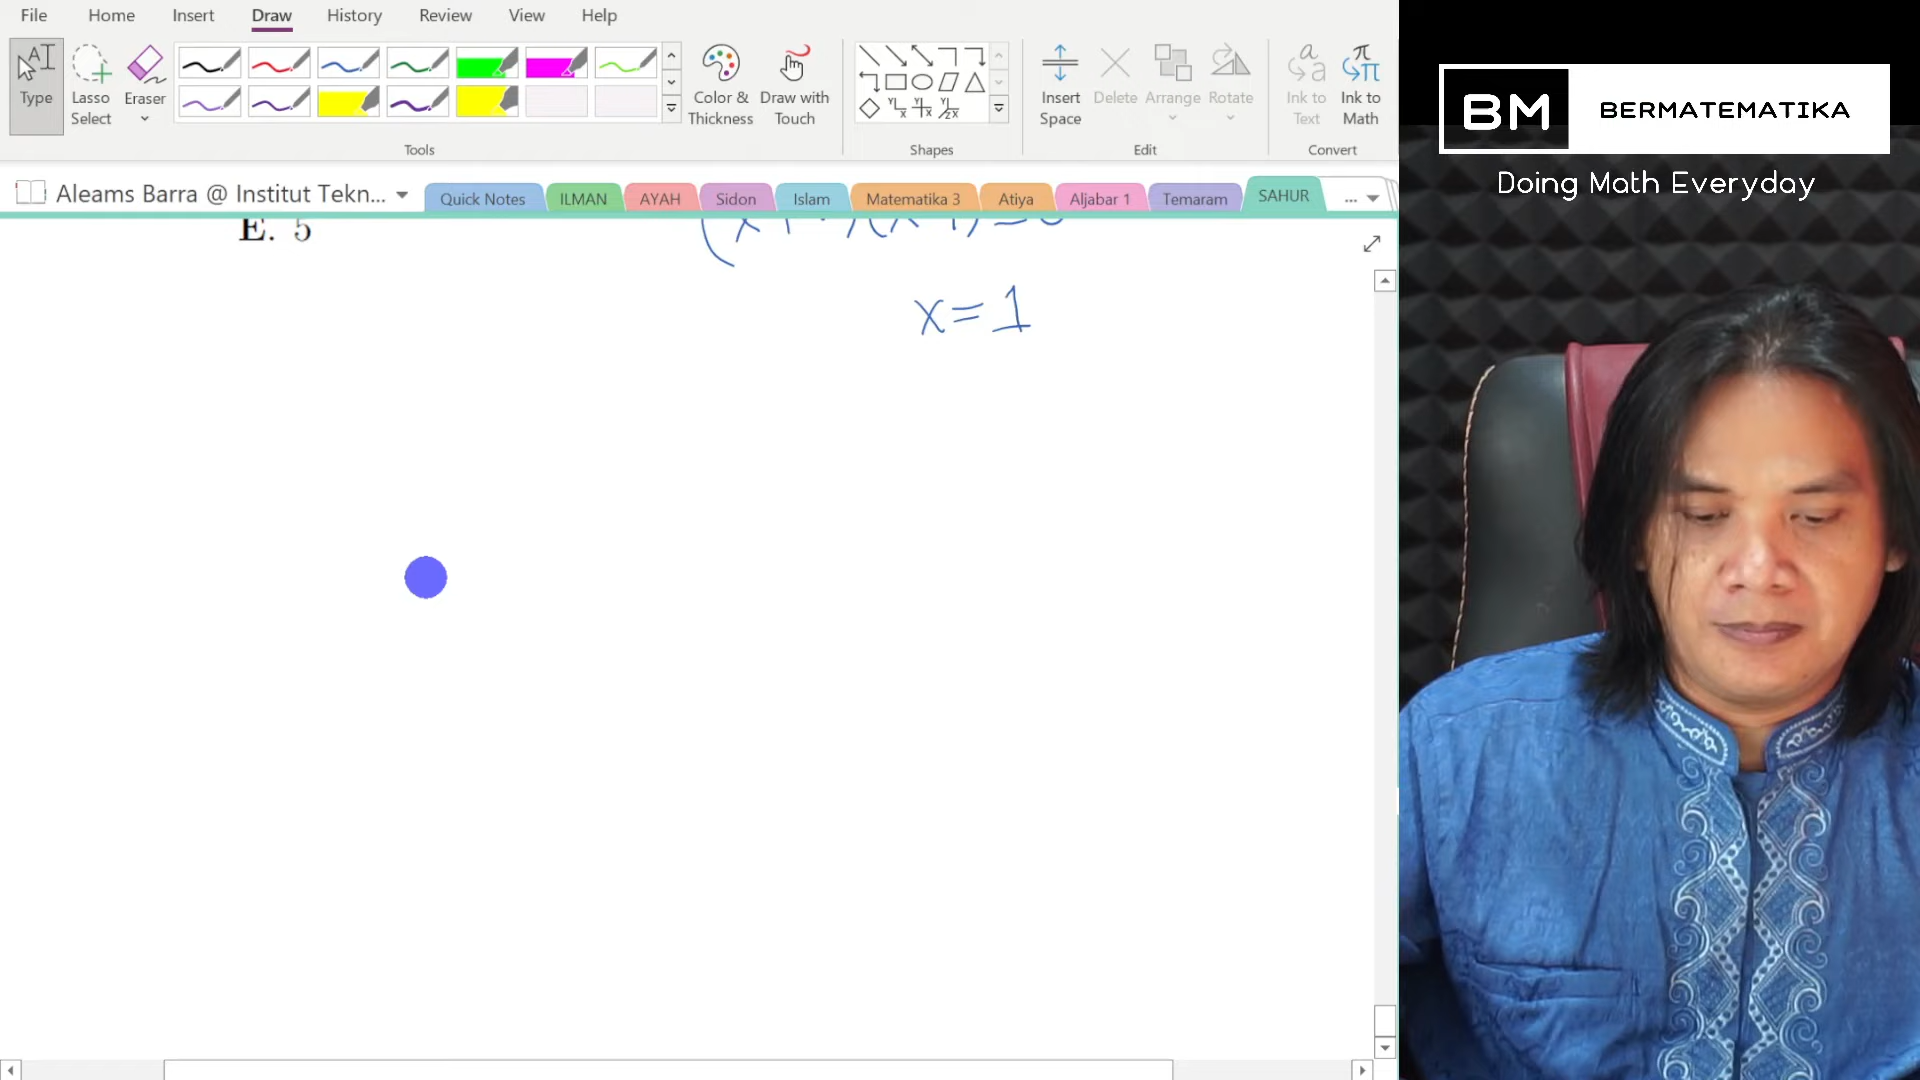 File Home Insert Draw History Review View Help
Type
Lasso Select
Eraser
Color & Thickness
Draw with Touch
Insert Space
Delete
Arrange
Rotate
Ink to Text
Ink to Math
Tools
Shapes
Edit
Convert
Aleams Barra @ Institut Tekn...
Quick Notes ILMAN AYAH Sidon Islam Matematika 3 Atiya Aljabar 1 Temaram SAHUR ...
E. 5
x = 1
BM BERMATEMATIKA
Doing Math Everyday